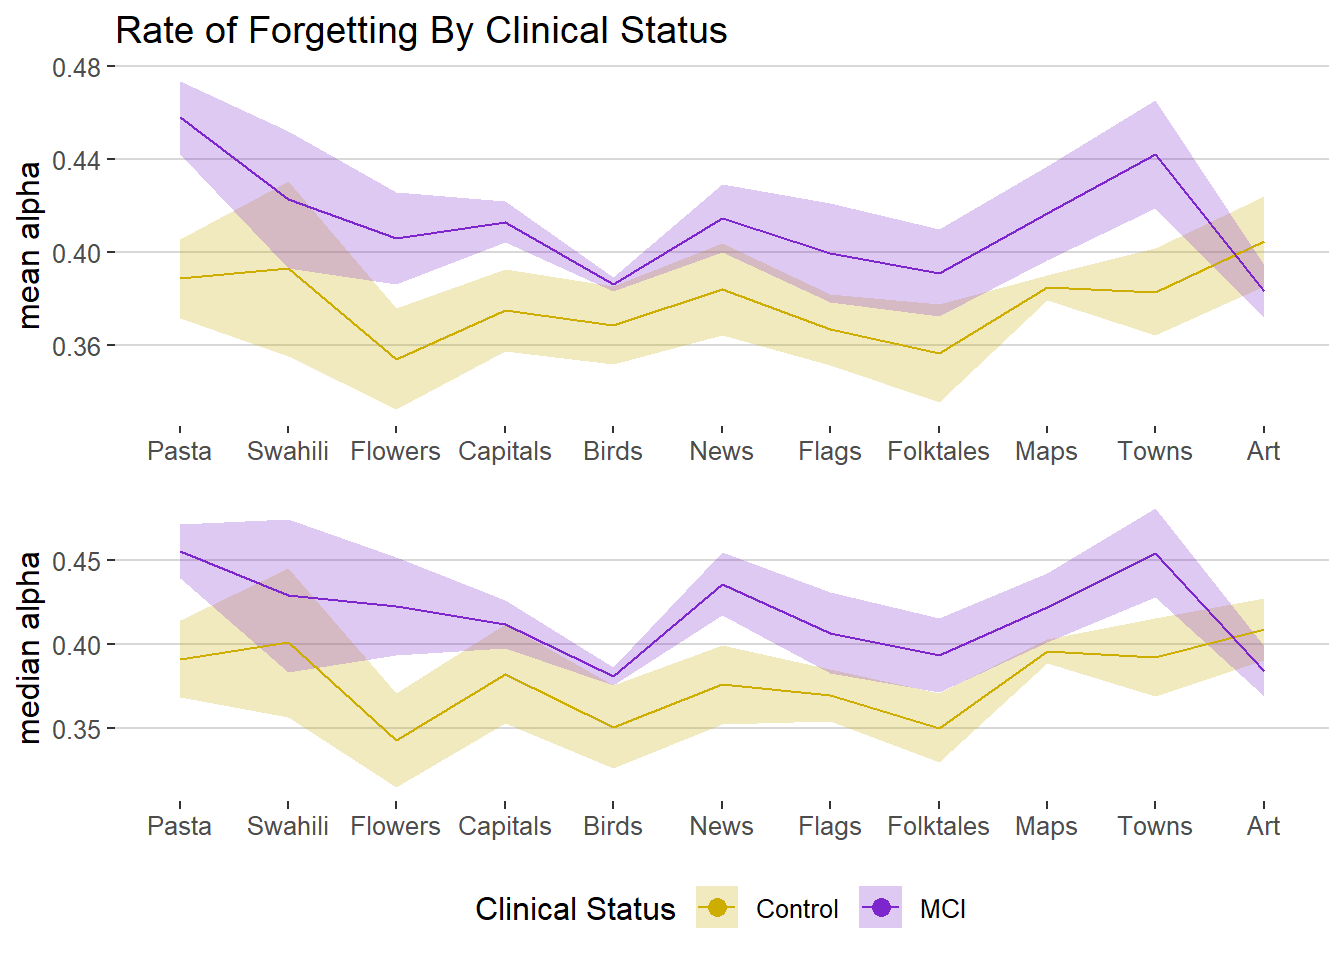 Rate of Forgetting By Clinical Status
mean alpha
0.48
0.44
0.40
0.36
Pasta Swahili Flowers Capitals Birds News Flags Folktales Maps Towns Art
median alpha
0.45
0.40
0.35
Pasta Swahili Flowers Capitals Birds News Flags Folktales Maps Towns Art
Clinical Status Control MCI